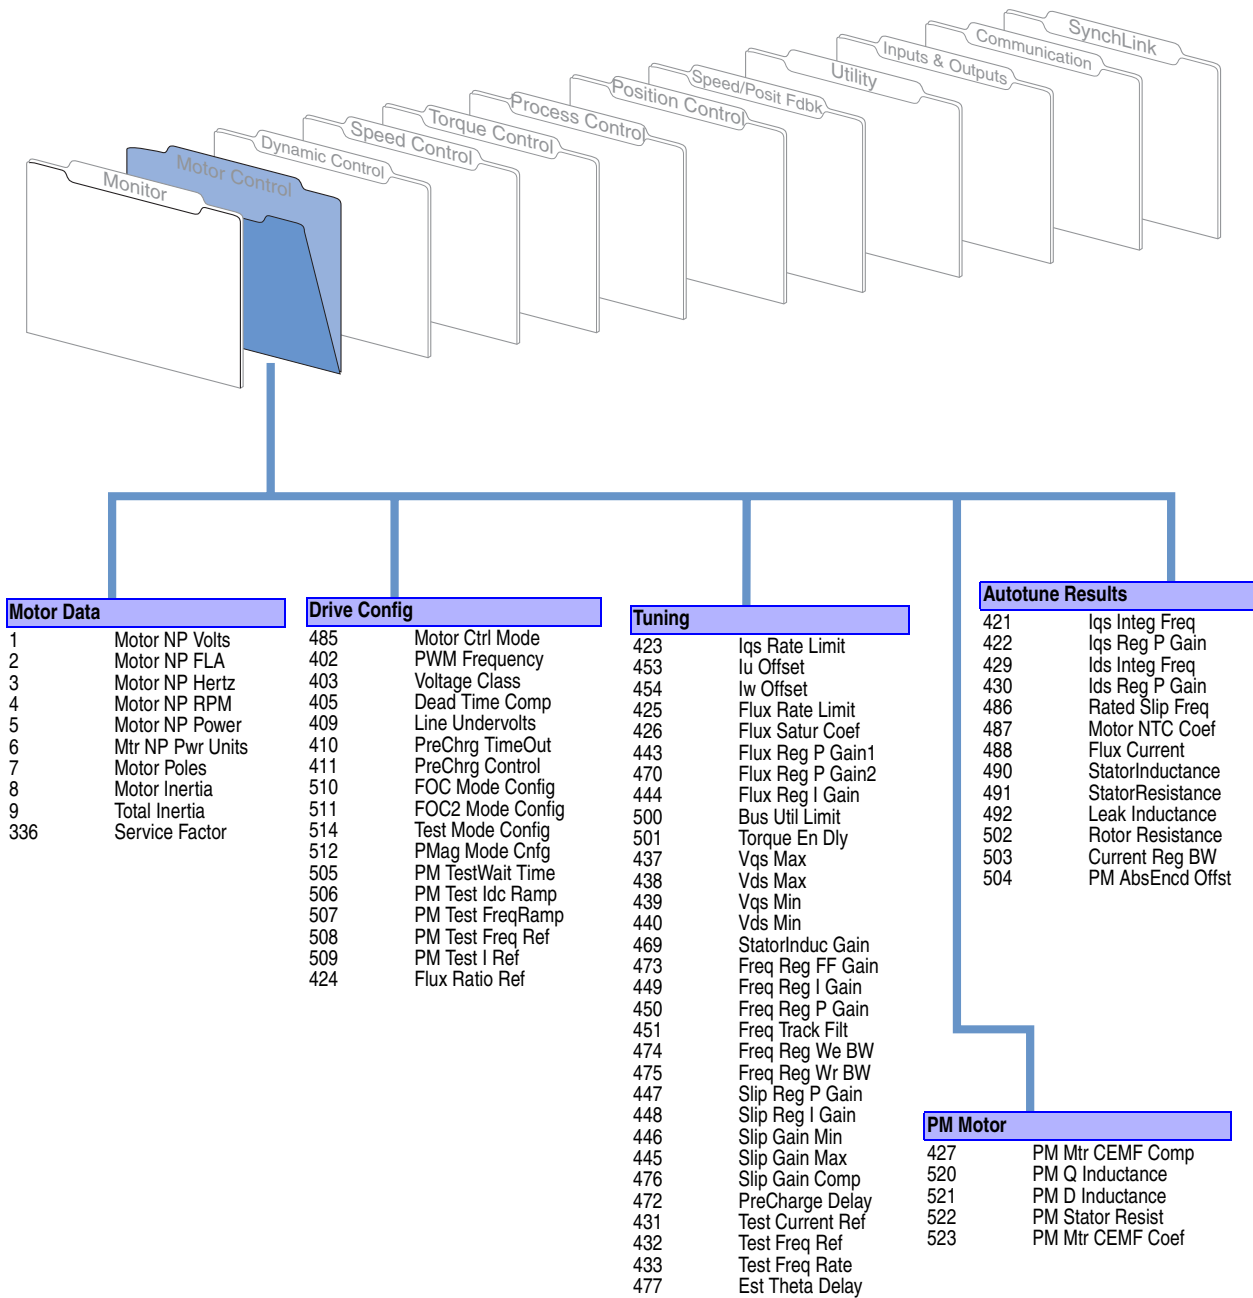 SynchLink
Communication
Inputs & Outputs
Utility
Speed/Posit Fdbk
Position Control
Process Control
Torque Control
Speed Control
Dynamic Control
Motor Control
Monitor
Motor Data
1 Motor NP Volts
2 Motor NP FLA
3 Motor NP Hertz
4 Motor NP RPM
5 Motor NP Power
6 Mtr NP Pwr Units
7 Motor Poles
8 Motor Inertia
9 Total Inertia
336 Service Factor
Drive Config
485 Motor Ctrl Mode
402 PWM Frequency
403 Voltage Class
405 Dead Time Comp
409 Line Undervolts
410 PreChrg TimeOut
411 PreChrg Control
510 FOC Mode Config
511 FOC2 Mode Config
514 Test Mode Config
512 PMag Mode Cnfg
505 PM TestWait Time
506 PM Test Idc Ramp
507 PM Test FreqRamp
508 PM Test Freq Ref
509 PM Test I Ref
424 Flux Ratio Ref
Tuning
423 Iqs Rate Limit
453 Iu Offset
454 Iw Offset
425 Flux Rate Limit
426 Flux Satur Coef
443 Flux Reg P Gain1
470 Flux Reg P Gain2
444 Flux Reg I Gain
500 Bus Util Limit
501 Torque En Dly
437 Vqs Max
438 Vds Max
439 Vqs Min
440 Vds Min
469 StatorInduc Gain
473 Freq Reg FF Gain
449 Freq Reg I Gain
450 Freq Reg P Gain
451 Freq Track Filt
474 Freq Reg We BW
475 Freq Reg Wr BW
447 Slip Reg P Gain
448 Slip Reg I Gain
446 Slip Gain Min
445 Slip Gain Max
476 Slip Gain Comp
472 PreCharge Delay
431 Test Current Ref
432 Test Freq Ref
433 Test Freq Rate
477 Est Theta Delay
Autotune Results
421 Iqs Integ Freq
422 Iqs Reg P Gain
429 Ids Integ Freq
430 Ids Reg P Gain
486 Rated Slip Freq
487 Motor NTC Coef
488 Flux Current
490 StatorInductance
491 StatorResistance
492 Leak Inductance
502 Rotor Resistance
503 Current Reg BW
504 PM AbsEncd Offst
PM Motor
427 PM Mtr CEMF Comp
520 PM Q Inductance
521 PM D Inductance
522 PM Stator Resist
523 PM Mtr CEMF Coef